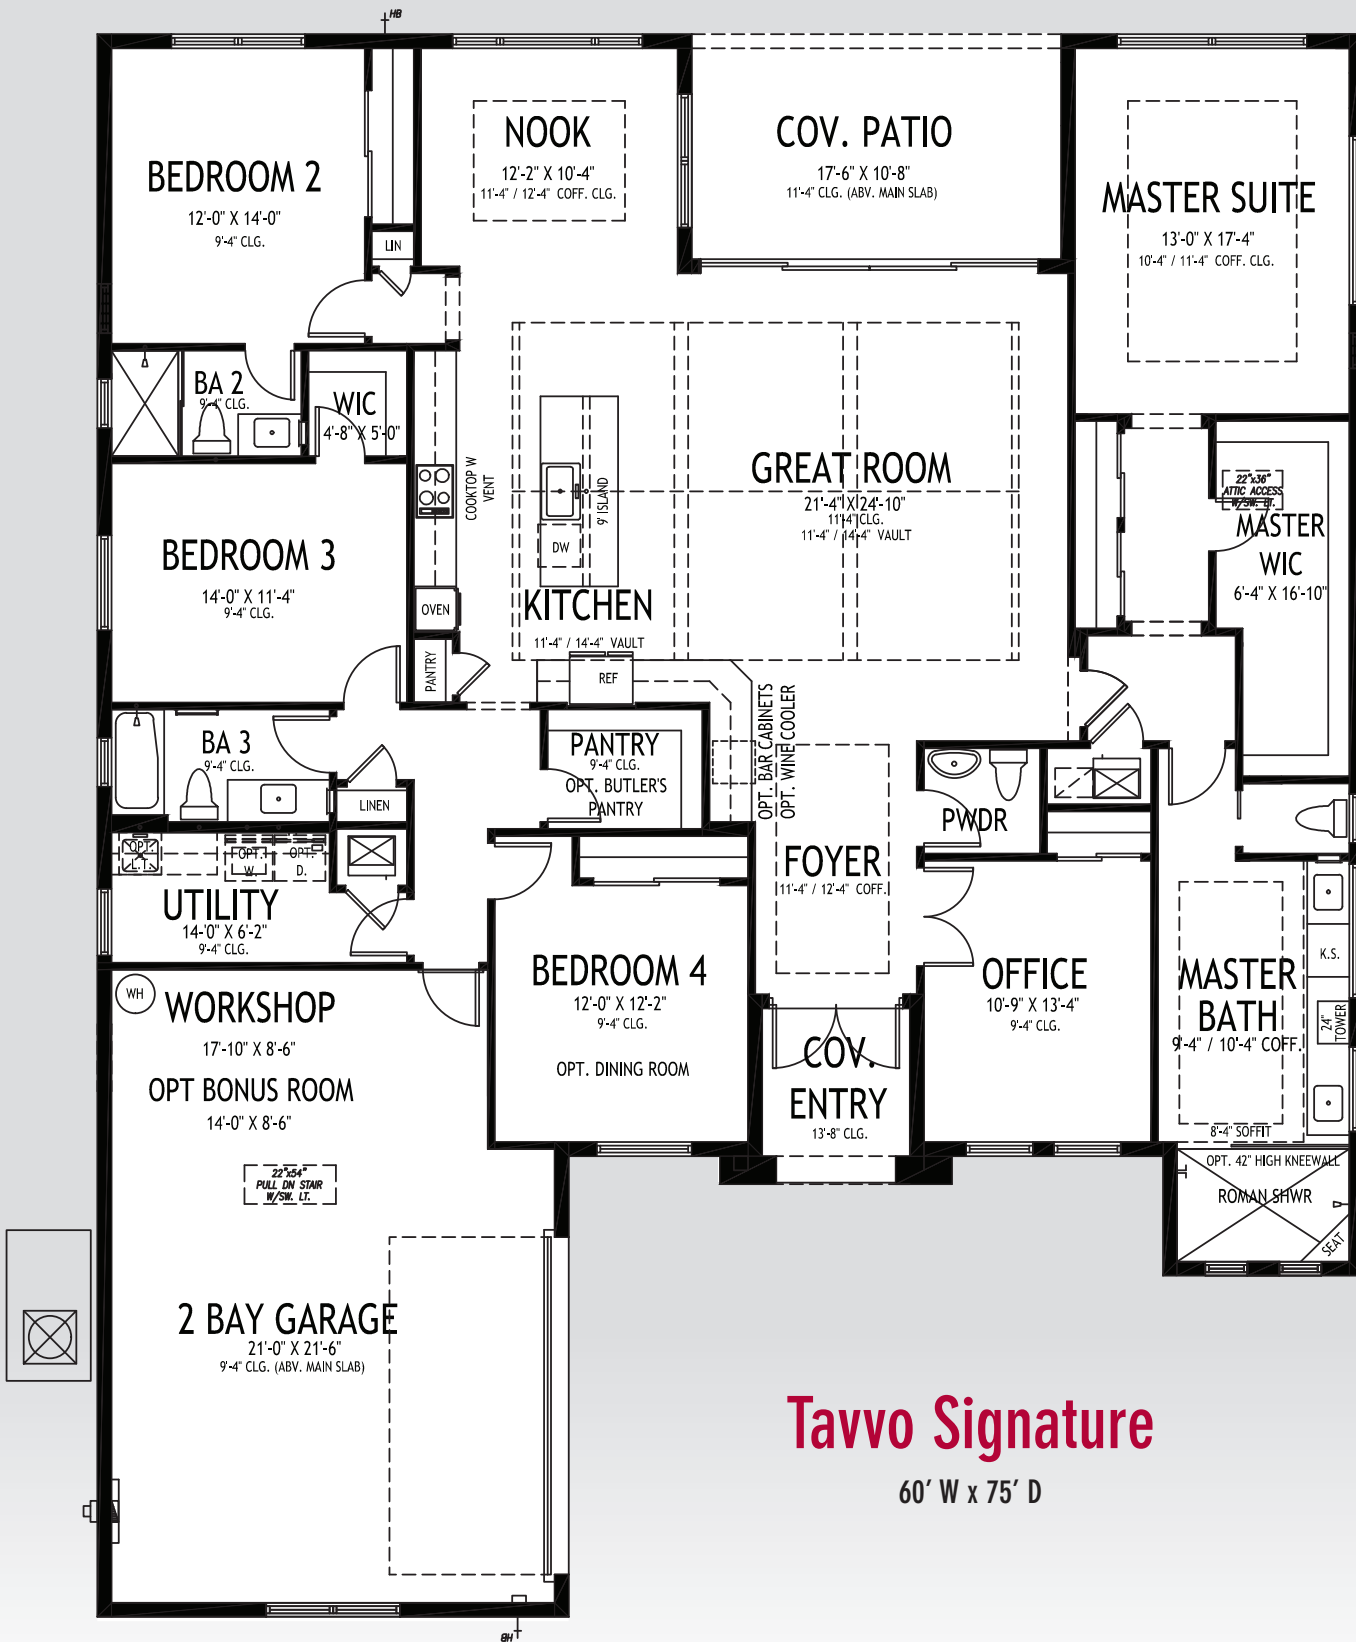 HB
NOOK
12'-2" X 10'-4"
11'-4" / 12'-4" COFF. CLG.
COV. PATIO
17'-6" X 10'-8"
11'-4" CLG. (ABV. MAIN SLAB)
BEDROOM 2
12'-0" X 14'-0"
9'-4" CLG.
MASTER SUITE
13'-0" X 17'-4"
10'-4" / 11'-4" COFF. CLG.
LIN
BA 2
9'-4" CLG.
WIC
4'-8" X 5'-0"
COOKTOP W
VENT
9' ISLAND
DW
GREAT ROOM
21'-4" X 24'-10"
11'-4" CLG.
11'-4" / 14'-4" VAULT
22"x36"
ATTIC ACCESS
W/SW. LT.
MASTER
WIC
6'-4" X 16'-10"
BEDROOM 3
14'-0" X 11'-4"
9'-4" CLG.
OVEN
KITCHEN
11'-4" / 14'-4" VAULT
PANTRY
REF
OPT. BAR CABINETS
OPT. WINE COOLER
BA 3
9'-4" CLG.
LINEN
PANTRY
9'-4" CLG.
OPT. BUTLER'S
PANTRY
PWDR
FOYER
11'-4" / 12'-4" COFF.
OPT.
L.T.
OPT.
W.
OPT.
D.
UTILITY
14-'0" X 6'-2"
9'-4" CLG.
BEDROOM 4
12'-0" X 12'-2"
9'-4" CLG.
OPT. DINING ROOM
OFFICE
10'-9" X 13'-4"
9'-4" CLG.
MASTER
BATH
9'-4" / 10'-4" COFF.
K.S.
24"
TOWER
8'-4" SOFFIT
WH
WORKSHOP
17'-10" X 8'-6"
OPT BONUS ROOM
14'-0" X 8'-6"
COV.
ENTRY
13'-8" CLG.
OPT. 42" HIGH KNEEWALL
ROMAN SHWR
SEAT
22"x54"
PULL DN STAIR
W/SW. LT.
2 BAY GARAGE
21'-0" X 21'-6"
9'-4" CLG. (ABV. MAIN SLAB)
Tavvo Signature
60' W x 75' D
HB